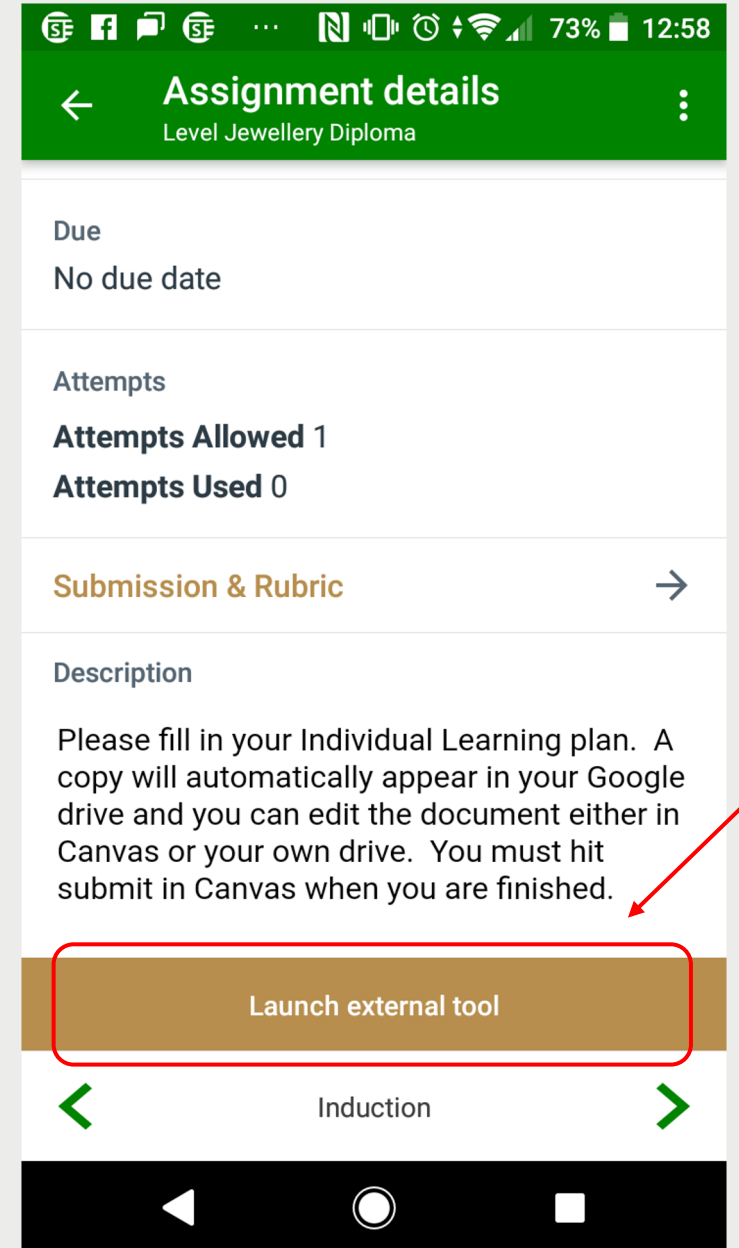 73% 12:58
Assignment details
Level Jewellery Diploma
Due
No due date
Attempts
Attempts Allowed 1
Attempts Used 0
Submission & Rubric
Description
Please fill in your Individual Learning plan.  A
copy will automatically appear in your Google
drive and you can edit the document either in
Canvas or your own drive.  You must hit
submit in Canvas when you are finished.
Launch external tool
Induction